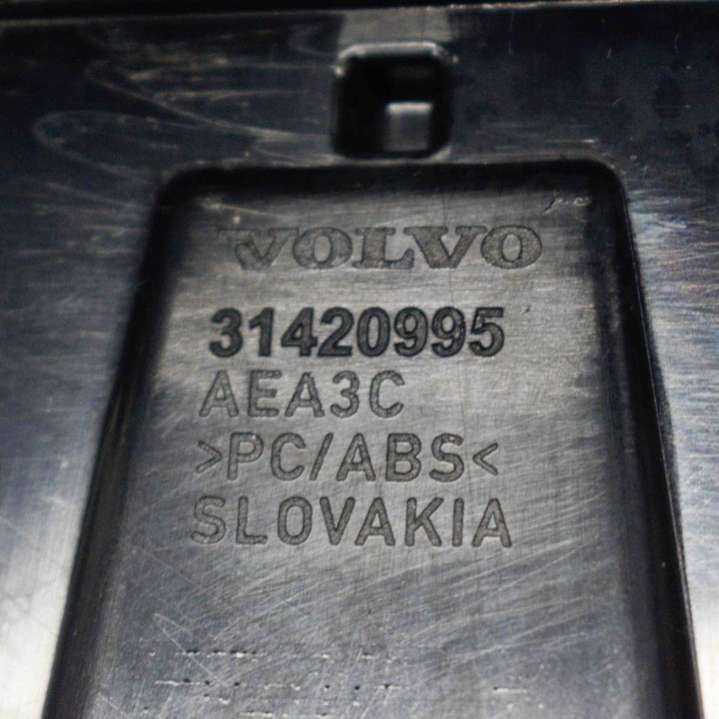 VOLVO
31420995
AEA3C
>PC/ABS<
SLOVAKIA